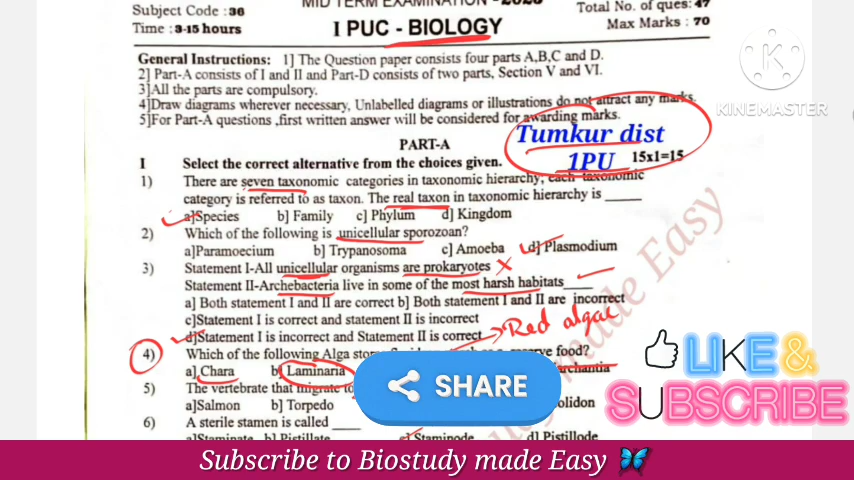 Subject Code : 36
Time : 3-15 hours
MID TERM EXAMINATION
I PUC - BIOLOGY
Total No. of ques: 47
Max Marks : 70
KINEMASTER
General Instructions: 1] The Question paper consists four parts A,B,C and D.
2] Part-A consists of I and II and Part-D consists of two parts, Section V and VI.
3]All the parts are compulsory.
4]Draw diagrams wherever necessary, Unlabelled diagrams or illustrations do not attract any marks.
5]For Part-A questions ,first written answer will be considered for awarding marks.
Tumkur dist
1PU
PART-A
I Select the correct alternative from the choices given. 15x1=15
1) There are seven taxonomic categories in taxonomic hierarchy, each taxonomic
category is referred to as taxon. The real taxon in taxonomic hierarchy is _____
a]Species b] Family c] Phylum d] Kingdom
2) Which of the following is unicellular sporozoan?
a]Paramoecium b] Trypanosoma c] Amoeba d] Plasmodium
3) Statement I-All unicellular organisms are prokaryotes
Statement II-Archebacteria live in some of the most harsh habitats____
a] Both statement I and II are correct b] Both statement I and II are incorrect
c]Statement I is correct and statement II is incorrect
d]Statement I is incorrect and Statement II is correct
Red algae
4) Which of the following Alga food?
a] Chara b] Laminaria
5) The vertebrate that migrate
a]Salmon b] Torpedo
6) A sterile stamen is called ____
a]Staminate b] Pistillate c] Staminode d] Pistillode
made Easy
SHARE
LIKE &
SUBSCRIBE
Subscribe to Biostudy made Easy